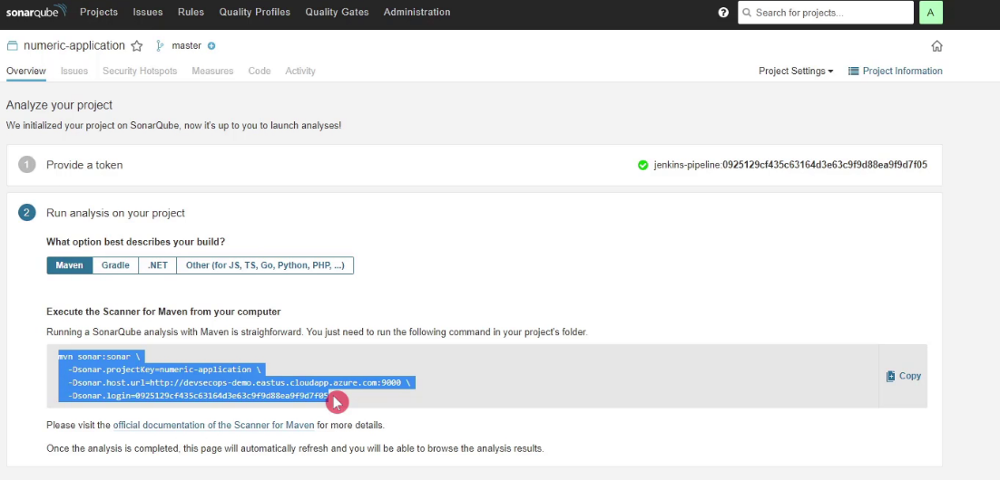 sonarqube Projects Issues Rules Quality Profiles Quality Gates Administration ? Search for projects... A
numeric-application master
Overview Issues Security Hotspots Measures Code Activity Project Settings Project Information
Analyze your project
We initialized your project on SonarQube, now it's up to you to launch analyses!
1 Provide a token jenkins-pipeline:0925129cf435c63164d3e63c9f9d88ea9f9d7f05
2 Run analysis on your project
What option best describes your build?
Maven Gradle .NET Other (for JS, TS, Go, Python, PHP, ...)
Execute the Scanner for Maven from your computer
Running a SonarQube analysis with Maven is straighforward. You just need to run the following command in your project's folder.
mvn sonar:sonar \
-Dsonar.projectKey=numeric-application \
-Dsonar.host.url=http://devsecops-demo.eastus.cloudapp.azure.com:9000 \
-Dsonar.login=0925129cf435c63164d3e63c9f9d88ea9f9d7f05
Copy
Please visit the official documentation of the Scanner for Maven for more details.
Once the analysis is completed, this page will automatically refresh and you will be able to browse the analysis results.